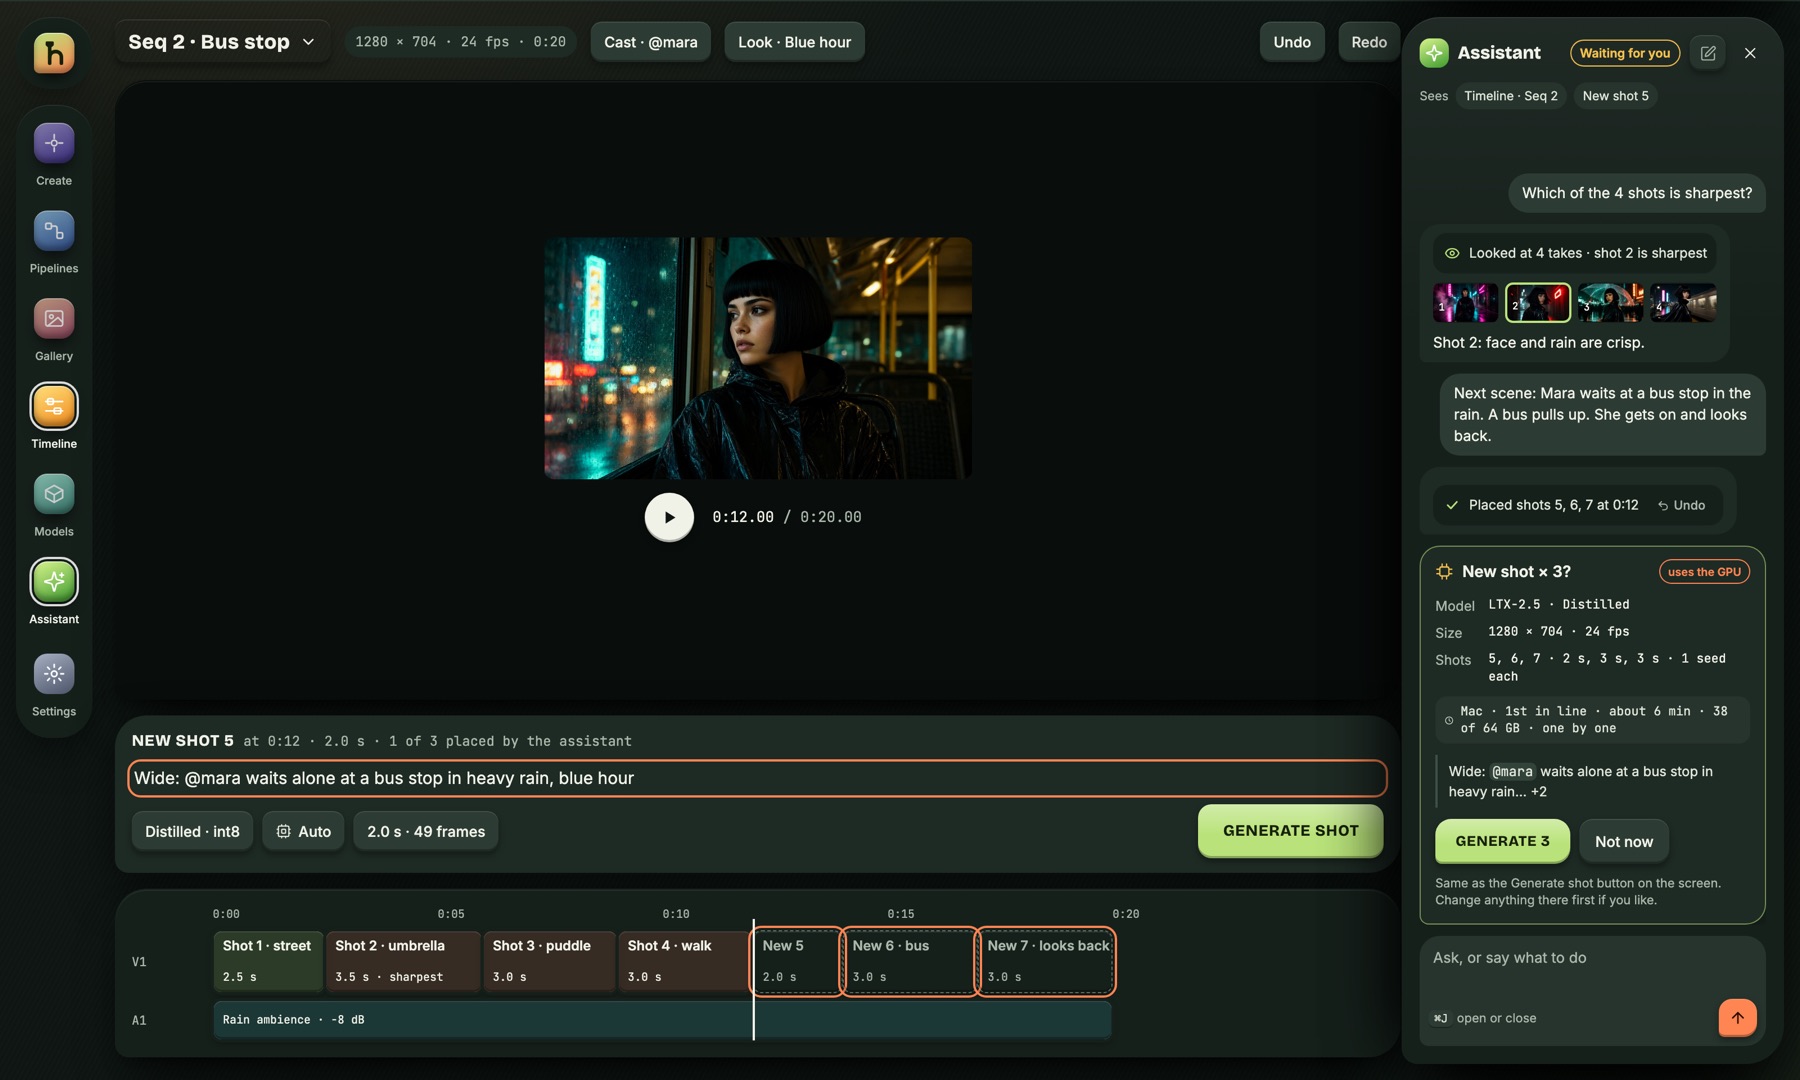 Seq 2 · Bus stop
1280 × 704 · 24 fps · 0:20
Cast · @mara
Look · Blue hour
Undo
Redo
Create
Pipelines
Gallery
Timeline
Models
Assistant
Settings
0:12.00 / 0:20.00
NEW SHOT 5 at 0:12 · 2.0 s · 1 of 3 placed by the assistant
Wide: @mara waits alone at a bus stop in heavy rain, blue hour
Distilled · int8
Auto
2.0 s · 49 frames
GENERATE SHOT
0:00
0:05
0:10
0:15
0:20
V1
Shot 1 · street
2.5 s
Shot 2 · umbrella
3.5 s · sharpest
Shot 3 · puddle
3.0 s
Shot 4 · walk
3.0 s
New 5
2.0 s
New 6 · bus
3.0 s
New 7 · looks back
3.0 s
A1
Rain ambience · -8 dB
Assistant
Waiting for you
Sees
Timeline · Seq 2
New shot 5
Which of the 4 shots is sharpest?
Looked at 4 takes · shot 2 is sharpest
1
2
3
4
Shot 2: face and rain are crisp.
Next scene: Mara waits at a bus stop in the
rain. A bus pulls up. She gets on and looks
back.
Placed shots 5, 6, 7 at 0:12
Undo
New shot × 3?
uses the GPU
Model LTX-2.5 · Distilled
Size 1280 × 704 · 24 fps
Shots 5, 6, 7 · 2 s, 3 s, 3 s · 1 seed
each
Mac · 1st in line · about 6 min · 38
of 64 GB · one by one
Wide: @mara waits alone at a bus stop in
heavy rain... +2
GENERATE 3
Not now
Same as the Generate shot button on the screen.
Change anything there first if you like.
Ask, or say what to do
⌘J open or close